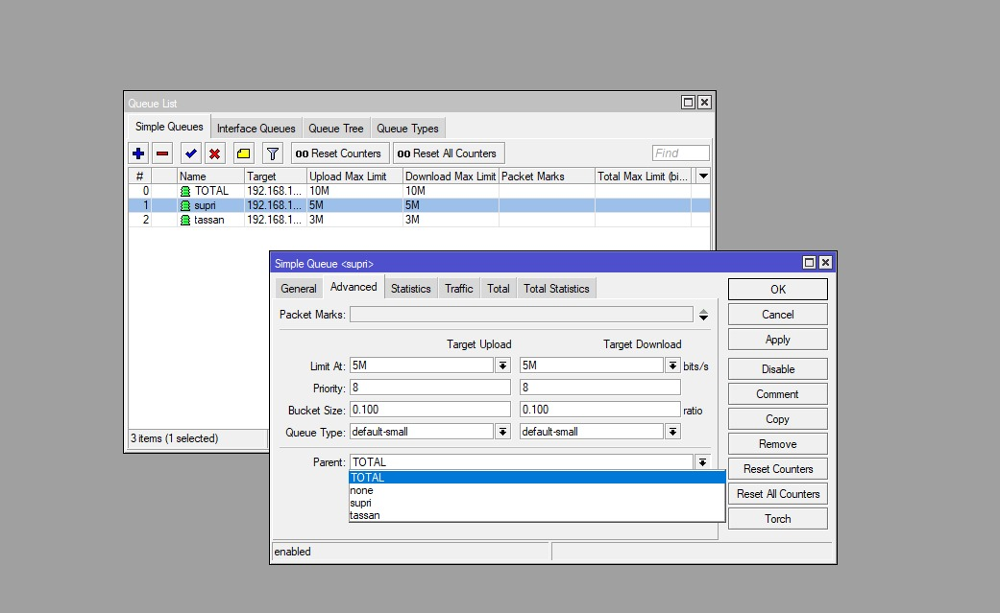 Queue List
Simple Queues Interface Queues Queue Tree Queue Types
00 Reset Counters 00 Reset All Counters Find
# Name Target Upload Max Limit Download Max Limit Packet Marks Total Max Limit (bi...
0 TOTAL 192.168.1... 10M 10M
1 supri 192.168.1... 5M 5M
2 tassan 192.168.1... 3M 3M
3 items (1 selected)
Simple Queue <supri>
General Advanced Statistics Traffic Total Total Statistics
Packet Marks:
Target Upload Target Download
Limit At: 5M 5M bits/s
Priority: 8 8
Bucket Size: 0.100 0.100 ratio
Queue Type: default-small default-small
Parent: TOTAL
TOTAL
none
supri
tassan
enabled
OK
Cancel
Apply
Disable
Comment
Copy
Remove
Reset Counters
Reset All Counters
Torch